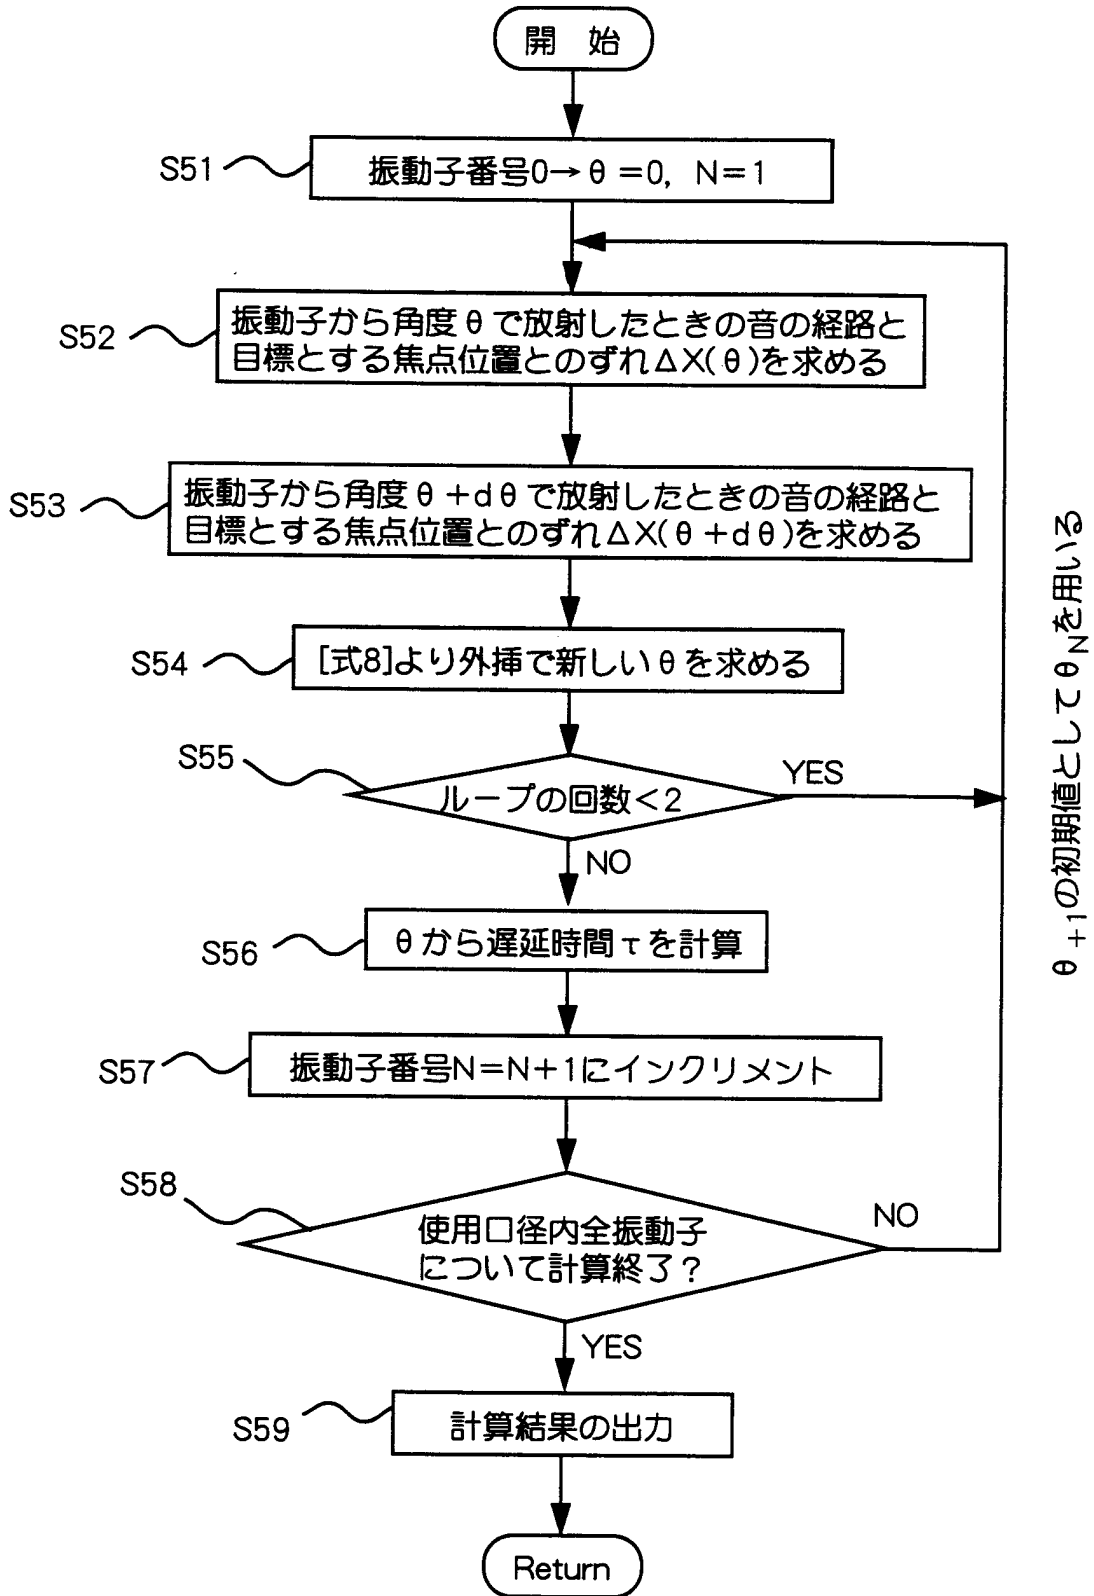 開 始
S51
振動子番号0→θ=0, N=1
S52
振動子から角度θで放射したときの音の経路と
目標とする焦点位置とのずれΔX(θ)を求める
S53
振動子から角度θ+dθで放射したときの音の経路と
目標とする焦点位置とのずれΔX(θ+dθ)を求める
S54
[式8]より外挿で新しいθを求める
S55
ループの回数<2
YES
NO
S56
θから遅延時間τを計算
S57
振動子番号N=N+1にインクリメント
S58
使用口径内全振動子
について計算終了?
NO
YES
S59
計算結果の出力
Return
θ+1の初期値としてθNを用いる